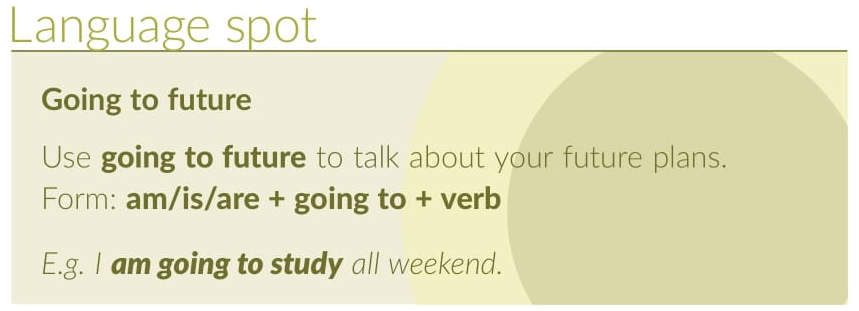 Language spot
Going to future
Use going to future to talk about your future plans.
Form: am/is/are + going to + verb
E.g. I am going to study all weekend.